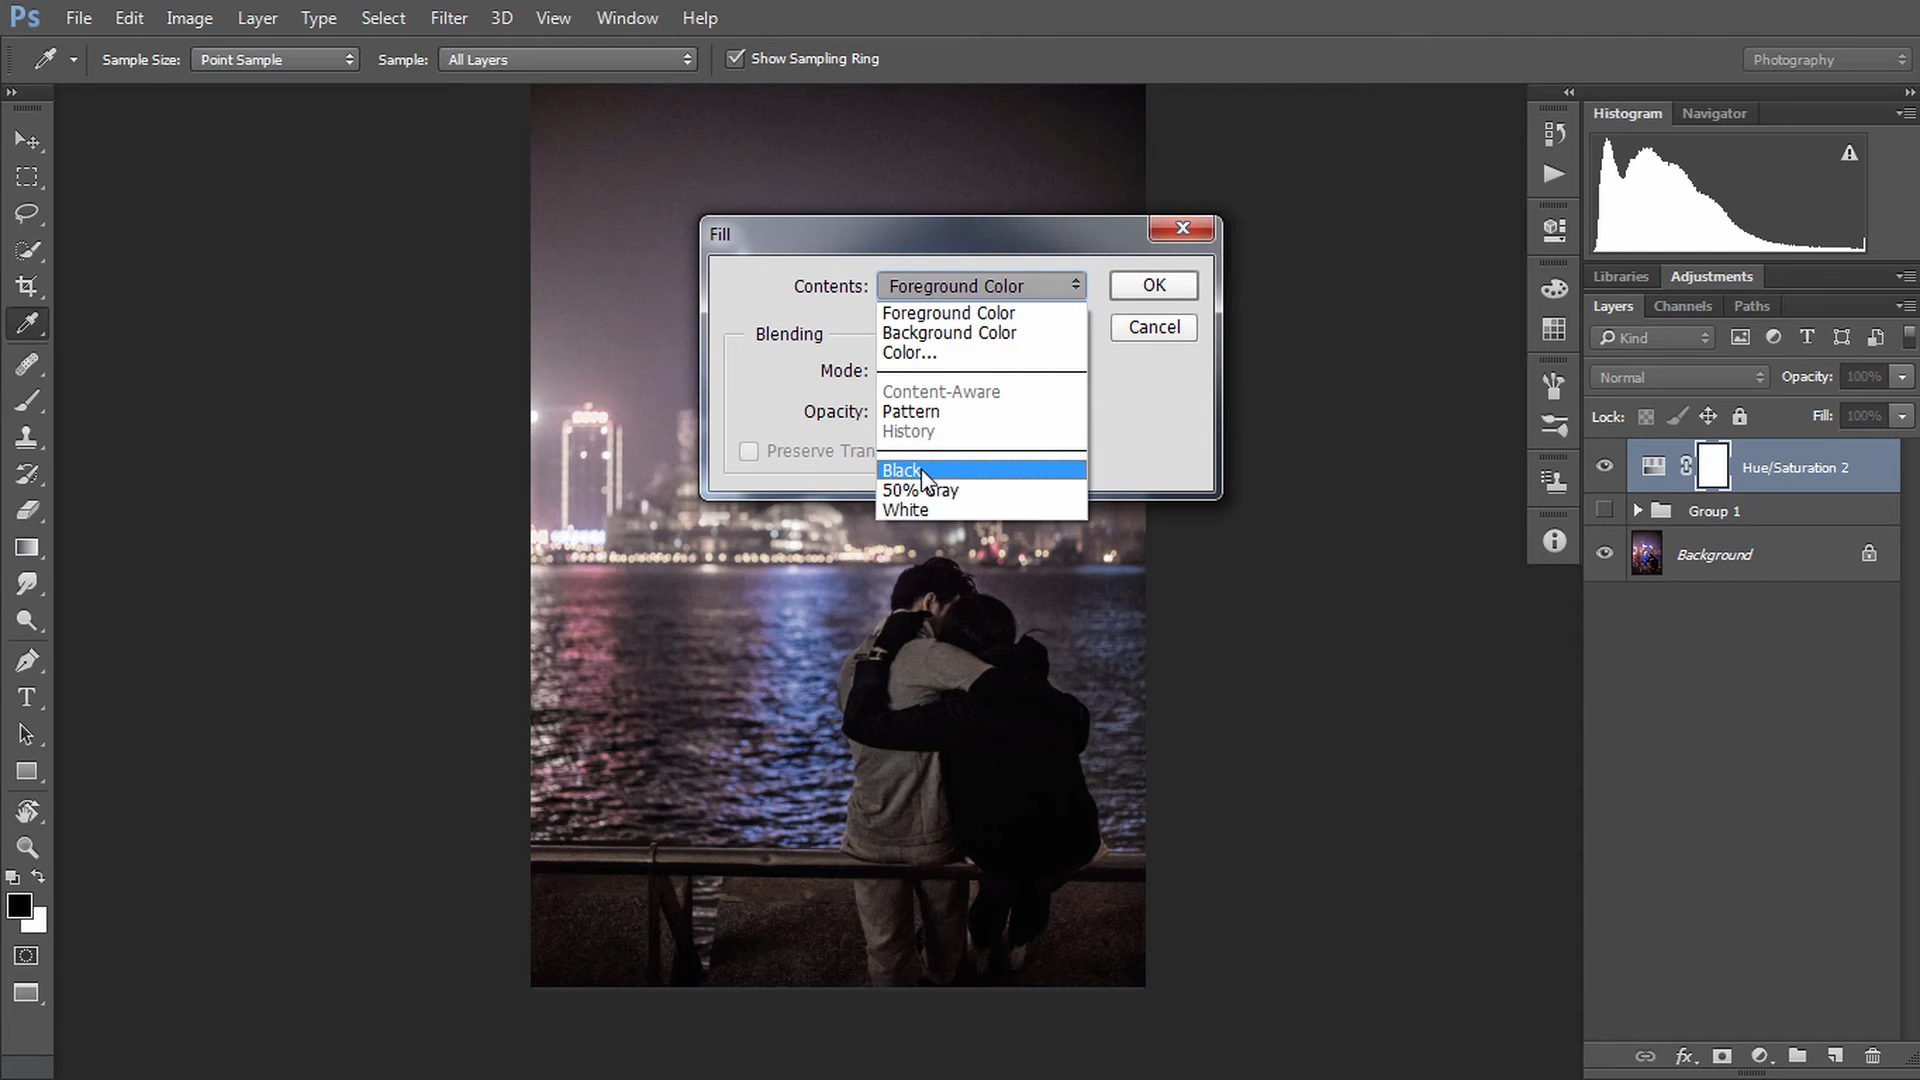 Ps File Edit Image Layer Type Select Filter 3D View Window Help
Sample Size: Point Sample Sample: All Layers Show Sampling Ring Photography
Histogram Navigator
Fill
Contents: Foreground Color OK
Foreground Color
Background Color
Color...
Cancel
Blending
Mode:
Opacity:
Preserve Tran
Content-Aware
Pattern
History
Black
50% Gray
White
Libraries Adjustments
Layers Channels Paths
Kind
Normal Opacity: 100%
Lock: Fill: 100%
Hue/Saturation 2
Group 1
Background
fx